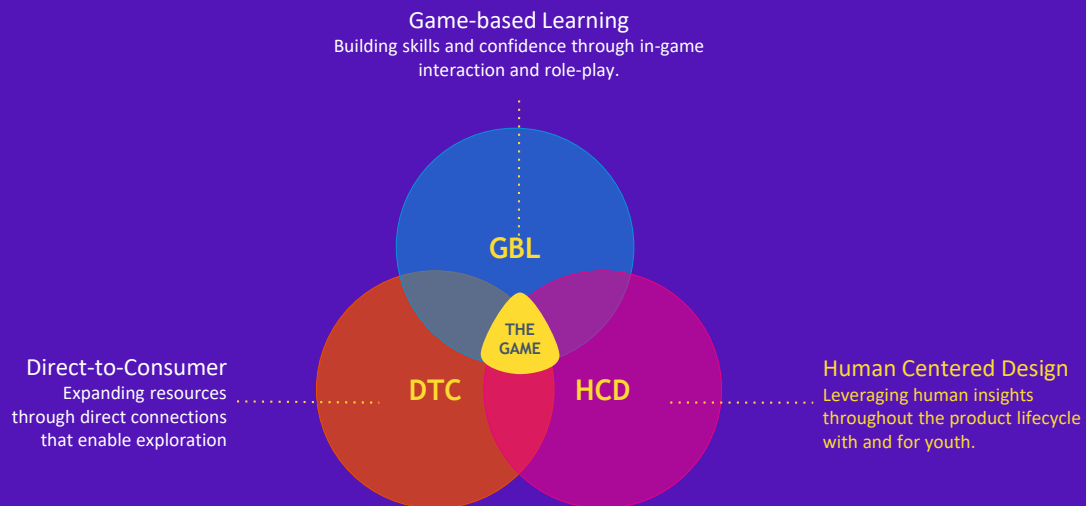 Game-based Learning
Building skills and confidence through in-game
interaction and role-play.
GBL
THE
GAME
DTC
HCD
Direct-to-Consumer
Expanding resources
through direct connections
that enable exploration
Human Centered Design
Leveraging human insights
throughout the product lifecycle
with and for youth.